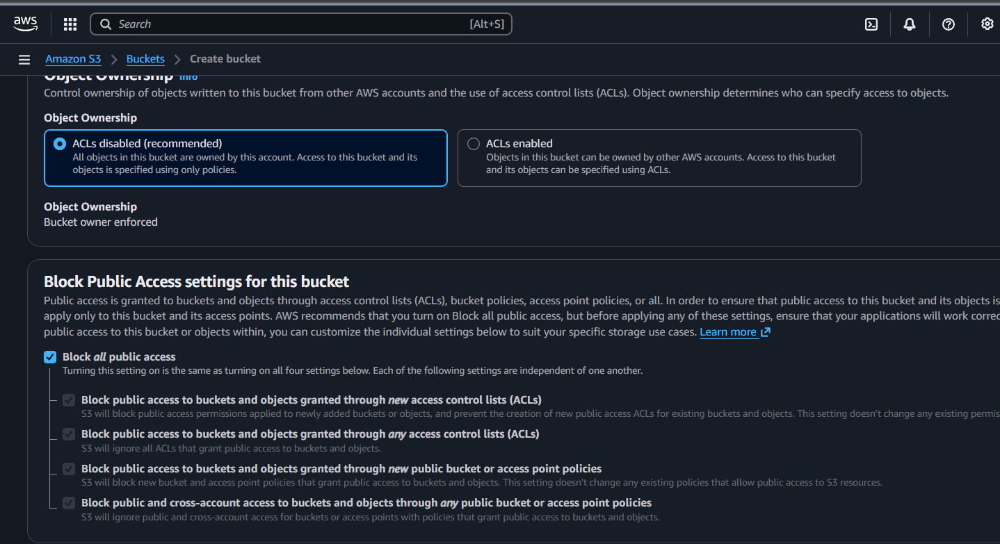 aws
Search [Alt+S]
Amazon S3 Buckets Create bucket
Object Ownership Info
Control ownership of objects written to this bucket from other AWS accounts and the use of access control lists (ACLs). Object ownership determines who can specify access to objects.
Object Ownership
ACLs disabled (recommended)
All objects in this bucket are owned by this account. Access to this bucket and its
objects is specified using only policies.
ACLs enabled
Objects in this bucket can be owned by other AWS accounts. Access to this bucket
and its objects can be specified using ACLs.
Object Ownership
Bucket owner enforced
Block Public Access settings for this bucket
Public access is granted to buckets and objects through access control lists (ACLs), bucket policies, access point policies, or all. In order to ensure that public access to this bucket and its objects is
apply only to this bucket and its access points. AWS recommends that you turn on Block all public access, but before applying any of these settings, ensure that your applications will work correc
public access to this bucket or objects within, you can customize the individual settings below to suit your specific storage use cases. Learn more
Block all public access
Turning this setting on is the same as turning on all four settings below. Each of the following settings are independent of one another.
Block public access to buckets and objects granted through new access control lists (ACLs)
S3 will block public access permissions applied to newly added buckets or objects, and prevent the creation of new public access ACLs for existing buckets and objects. This setting doesn't change any existing permis
Block public access to buckets and objects granted through any access control lists (ACLs)
S3 will ignore all ACLs that grant public access to buckets and objects.
Block public access to buckets and objects granted through new public bucket or access point policies
S3 will block new bucket and access point policies that grant public access to buckets and objects. This setting doesn't change any existing policies that allow public access to S3 resources.
Block public and cross-account access to buckets and objects through any public bucket or access point policies
S3 will ignore public and cross-account access for buckets or access points with policies that grant public access to buckets and objects.